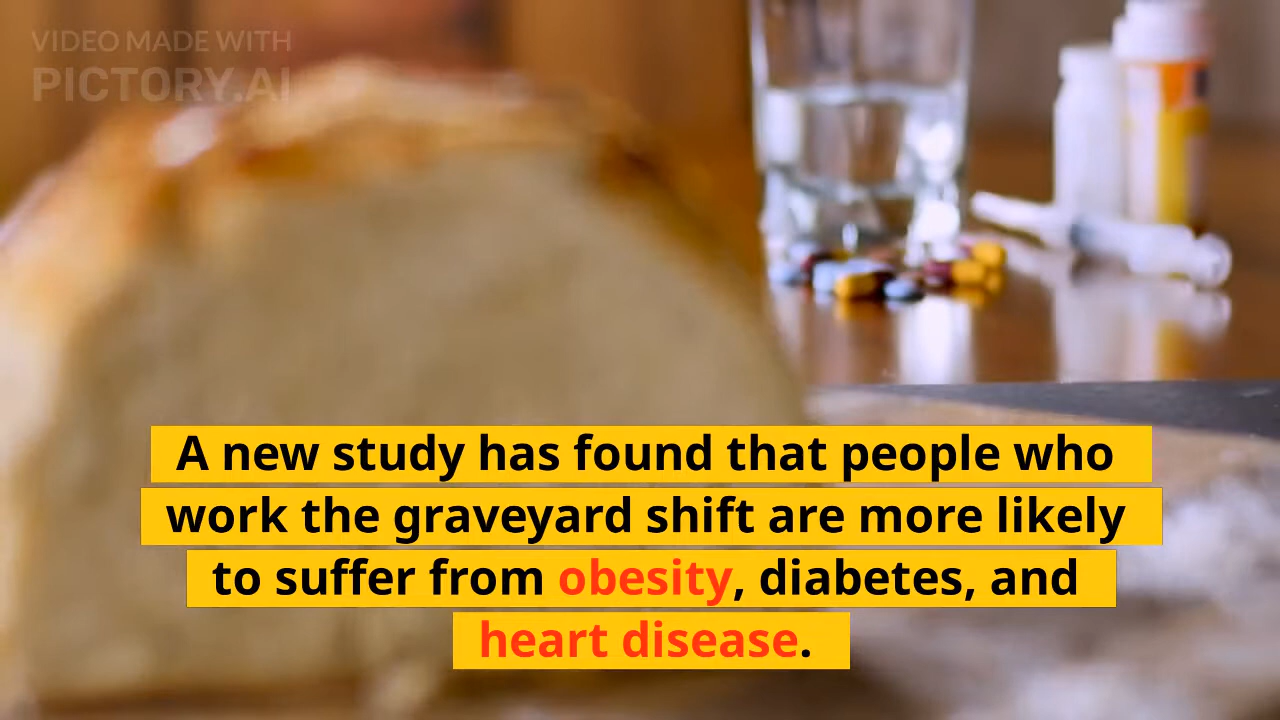 VIDEO MADE WITH
PICTORY.AI
A new study has found that people who
work the graveyard shift are more likely
to suffer from obesity, diabetes, and
heart disease.